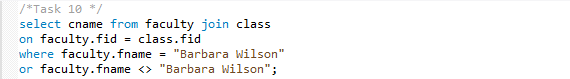 /*Task 10 */
select cname from faculty join class
on faculty.fid = class.fid
where faculty.fname = "Barbara Wilson"
or faculty.fname <> "Barbara Wilson";